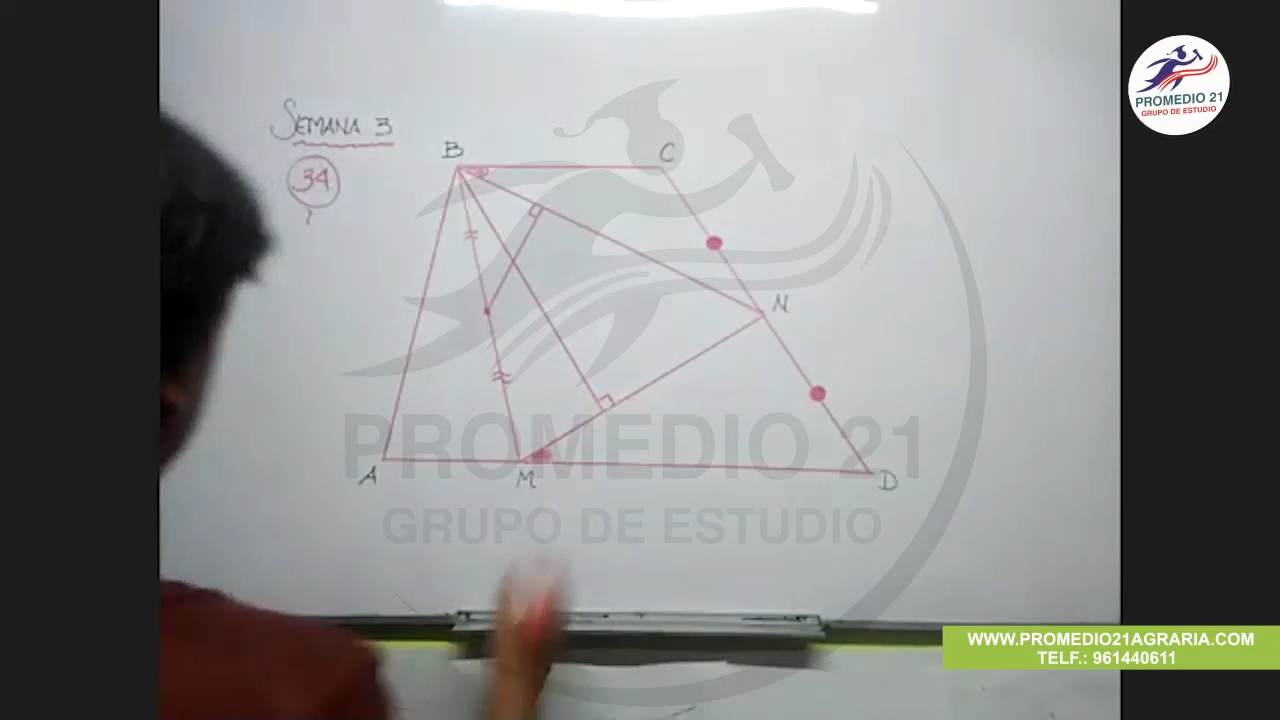 SEMANA 3
34
B
C
N
A
M
D
PROMEDIO 21
GRUPO DE ESTUDIO
PROMEDIO 21
GRUPO DE ESTUDIO
WWW.PROMEDIO21AGRARIA.COM
TELF.: 961440611